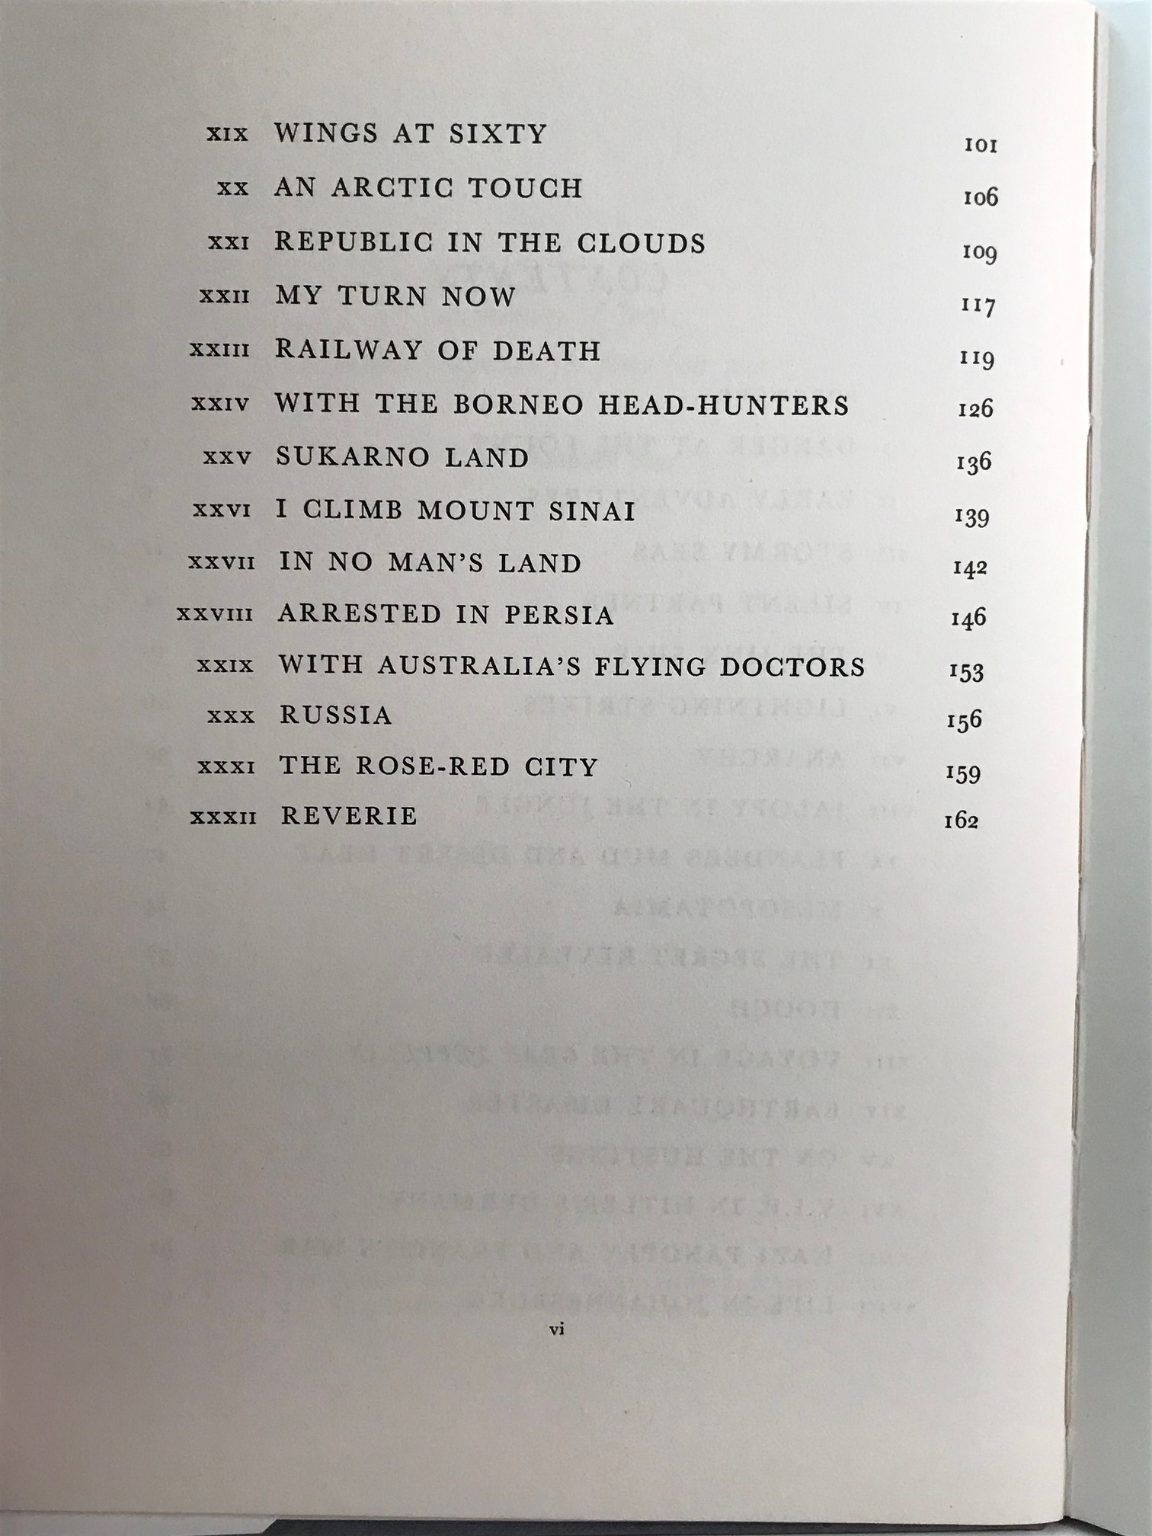 XIX WINGS AT SIXTY 101
XX AN ARCTIC TOUCH 106
XXI REPUBLIC IN THE CLOUDS 109
XXII MY TURN NOW 117
XXIII RAILWAY OF DEATH 119
XXIV WITH THE BORNEO HEAD-HUNTERS 126
XXV SUKARNO LAND 136
XXVI I CLIMB MOUNT SINAI 139
XXVII IN NO MAN'S LAND 142
XXVIII ARRESTED IN PERSIA 146
XXIX WITH AUSTRALIA'S FLYING DOCTORS 153
XXX RUSSIA 156
XXXI THE ROSE-RED CITY 159
XXXII REVERIE 162
vi